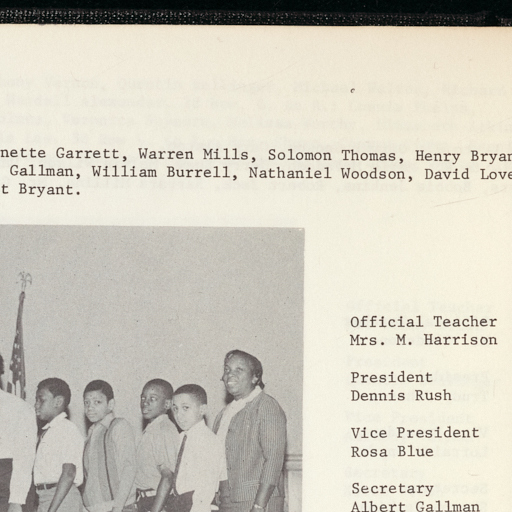 nette Garrett, Warren Mills, Solomon Thomas, Henry Bryan
Gallman, William Burrell, Nathaniel Woodson, David Love
t Bryant.
Official Teacher
Mrs. M. Harrison
President
Dennis Rush
Vice President
Rosa Blue
Secretary
Albert Gallman